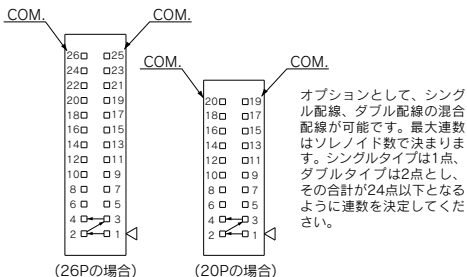 COM. COM.
26 25
24 23
22 21
20 19
18 17
16 15
14 13
12 11
10 9
8 7
6 5
4 3
2 1
(26Pの場合)
COM. COM.
20 19
18 17
16 15
14 13
12 11
10 9
8 7
6 5
4 3
2 1
(20Pの場合)
オプションとして、シング
ル配線、ダブル配線の混合
配線が可能です。最大連数
はソレノイド数で決まりま
す。シングルタイプは1点、
ダブルタイプは2点とし、
その合計が24点以下となる
ように連数を決定してくだ
さい。